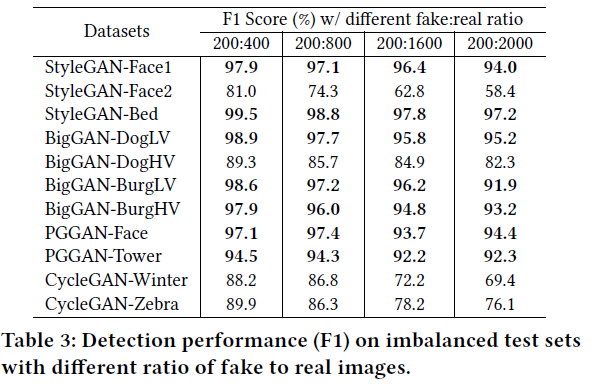 Datasets F1 Score (%) w/ different fake:real ratio
200:400 200:800 200:1600 200:2000
StyleGAN-Face1 97.9 97.1 96.4 94.0
StyleGAN-Face2 81.0 74.3 62.8 58.4
StyleGAN-Bed 99.5 98.8 97.8 97.2
BigGAN-DogLV 98.9 97.7 95.8 95.2
BigGAN-DogHV 89.3 85.7 84.9 82.3
BigGAN-BurgLV 98.6 97.2 96.2 91.9
BigGAN-BurgHV 97.9 96.0 94.8 93.2
PGGAN-Face 97.1 97.4 93.7 94.4
PGGAN-Tower 94.5 94.3 92.2 92.3
CycleGAN-Winter 88.2 86.8 72.2 69.4
CycleGAN-Zebra 89.9 86.3 78.2 76.1
Table 3: Detection performance (F1) on imbalanced test sets
with different ratio of fake to real images.